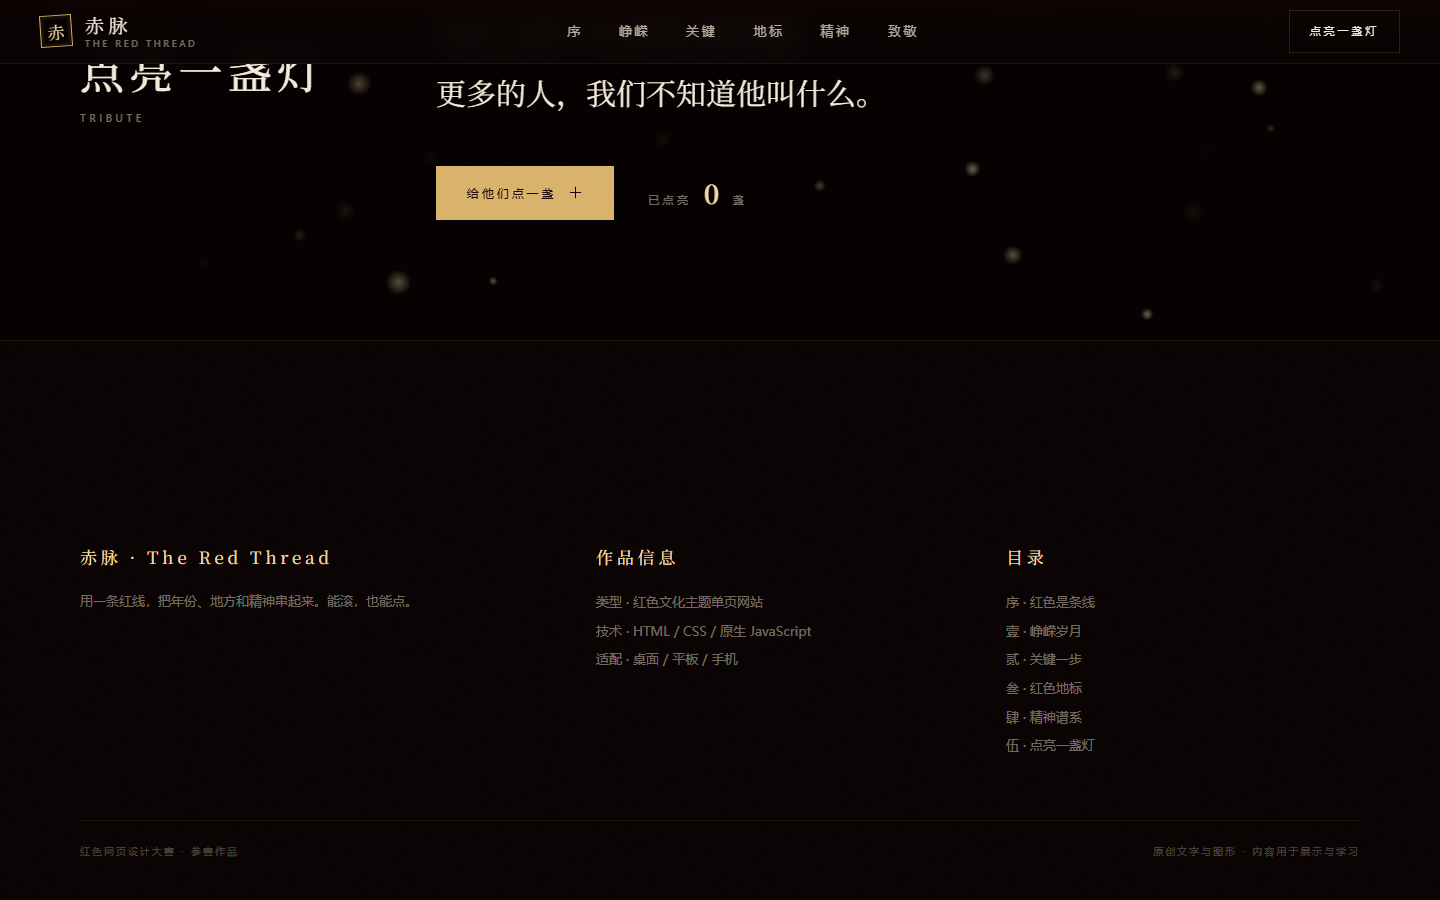 赤
赤脉
THE RED THREAD
序
峥嵘
关键
地标
精神
致敬
点亮一盏灯
点亮一盏灯
TRIBUTE
更多的人，我们不知道他叫什么。
给他们点一盏 +
已点亮 0 盏
赤脉 · The Red Thread
用一条红线，把年份、地方和精神串起来。能滚，也能点。
作品信息
类型 · 红色文化主题单页网站
技术 · HTML / CSS / 原生 JavaScript
适配 · 桌面 / 平板 / 手机
目录
序 · 红色是条线
壹 · 峥嵘岁月
贰 · 关键一步
叁 · 红色地标
肆 · 精神谱系
伍 · 点亮一盏灯
红色网页设计大赛 · 参赛作品
原创文字与图形 · 内容用于展示与学习